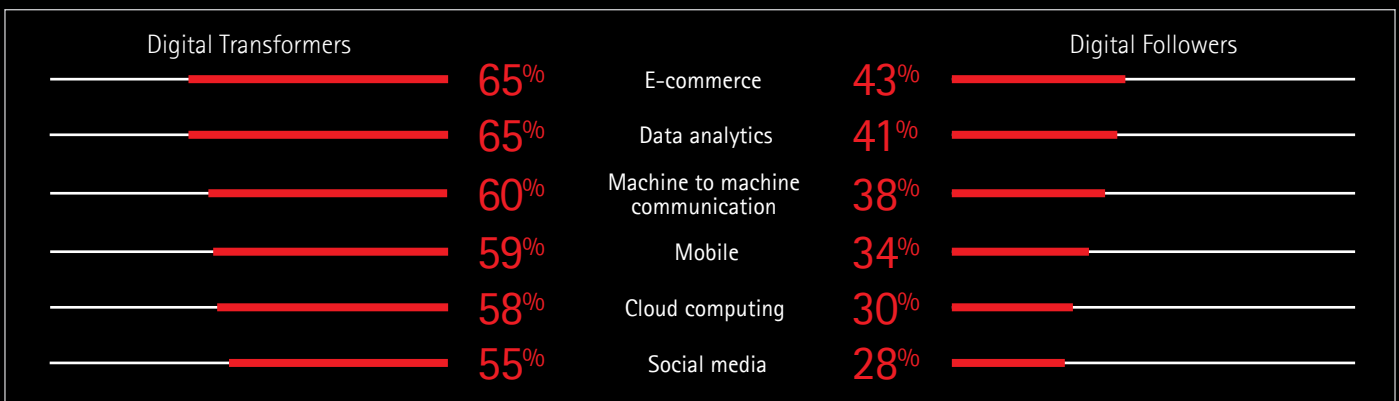 Digital Transformers Digital Followers
65% E-commerce 43%
65% Data analytics 41%
60% Machine to machine communication 38%
59% Mobile 34%
58% Cloud computing 30%
55% Social media 28%